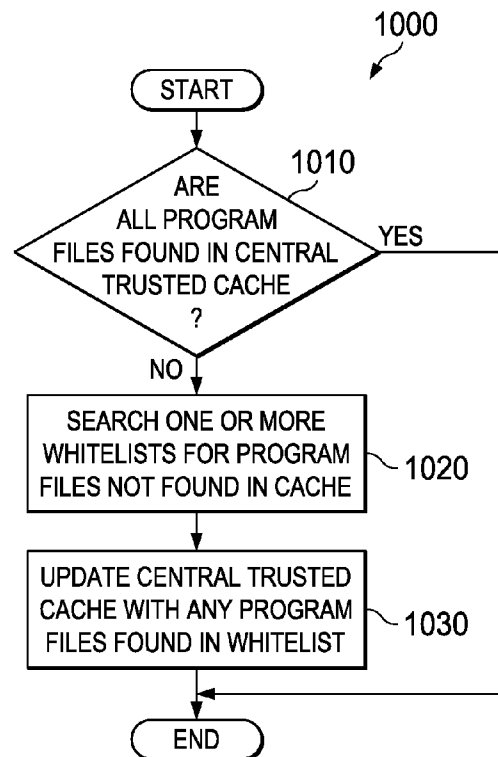 1000
START
1010
ARE
ALL PROGRAM
FILES FOUND IN CENTRAL
TRUSTED CACHE
?
YES
NO
SEARCH ONE OR MORE
WHITELISTS FOR PROGRAM
FILES NOT FOUND IN CACHE
1020
UPDATE CENTRAL TRUSTED
CACHE WITH ANY PROGRAM
FILES FOUND IN WHITELIST
1030
END